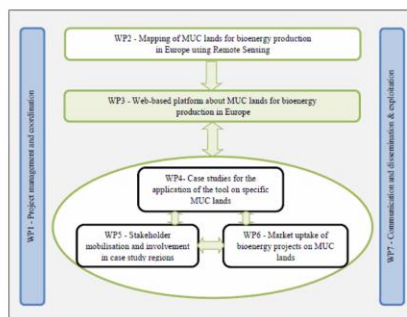 WP1 - Project management and coordination
WP2 - Mapping of MUC lands for bioenergy production
in Europe using Remote Sensing
WP3 - Web-based platform about MUC lands for bioenergy
production in Europe
WP4- Case studies for the
application of the tool on specific
MUC lands
WP5 - Stakeholder
mobilisation and involvement
in case study regions
WP6 - Market uptake of
bioenergy projects on MUC
lands
WP7 - Communication and dissemination & exploitation